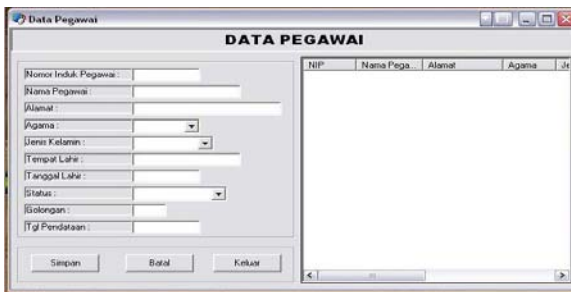 Data Pegawai
DATA PEGAWAI
Nomor Induk Pegawai :
Nama Pegawai :
Alamat :
Agama :
Jenis Kelamin :
Tempat Lahir :
Tanggal Lahir :
Status :
Golongan :
Tgl Pendataan :
Simpan Batal Keluar
NIP Nama Pega... Alamat Agama Je